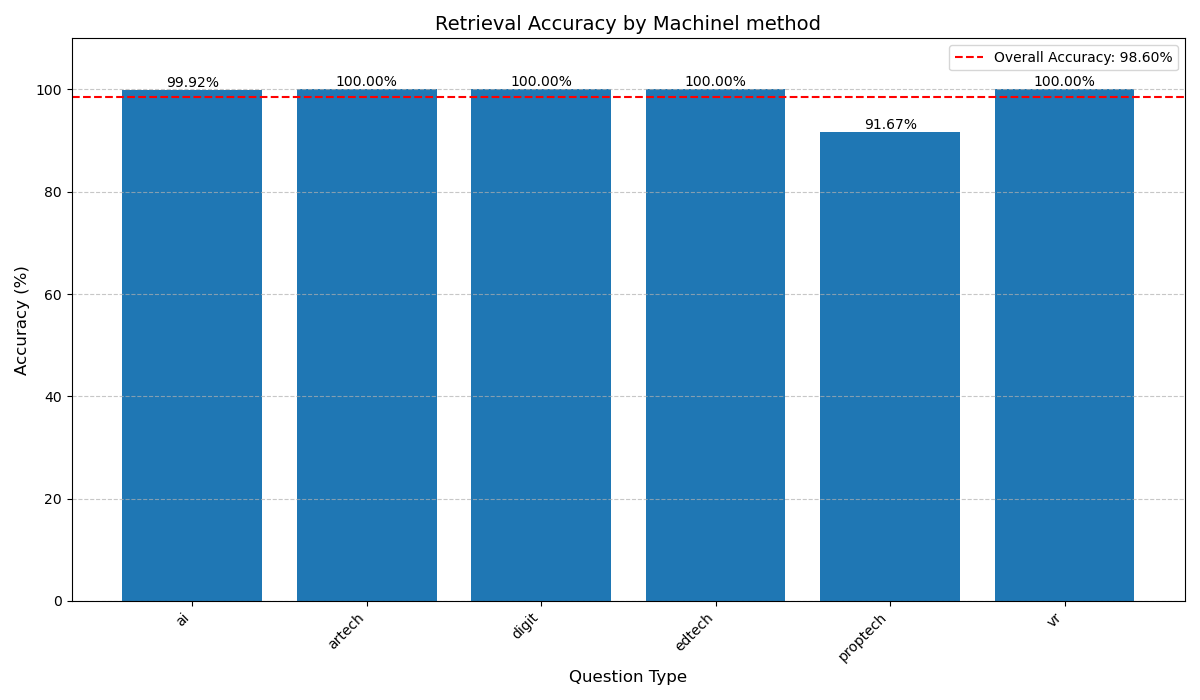 Retrieval Accuracy by Machinel method
Overall Accuracy: 98.60%
99.92%
100.00%
100.00%
100.00%
91.67%
100.00%
100
80
60
40
20
0
Accuracy (%)
ai
artech
digit
edtech
proptech
vr
Question Type